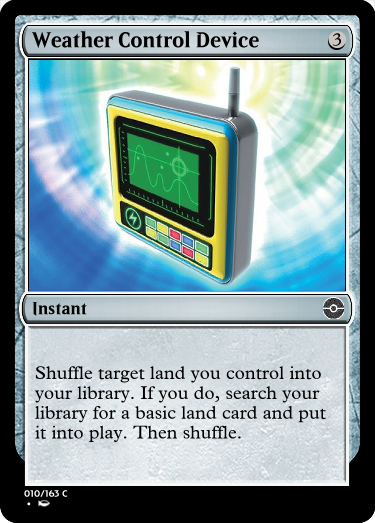 Weather Control Device 3
Instant
Shuffle target land you control into
your library. If you do, search your
library for a basic land card and put
it into play. Then shuffle.
010/163 C